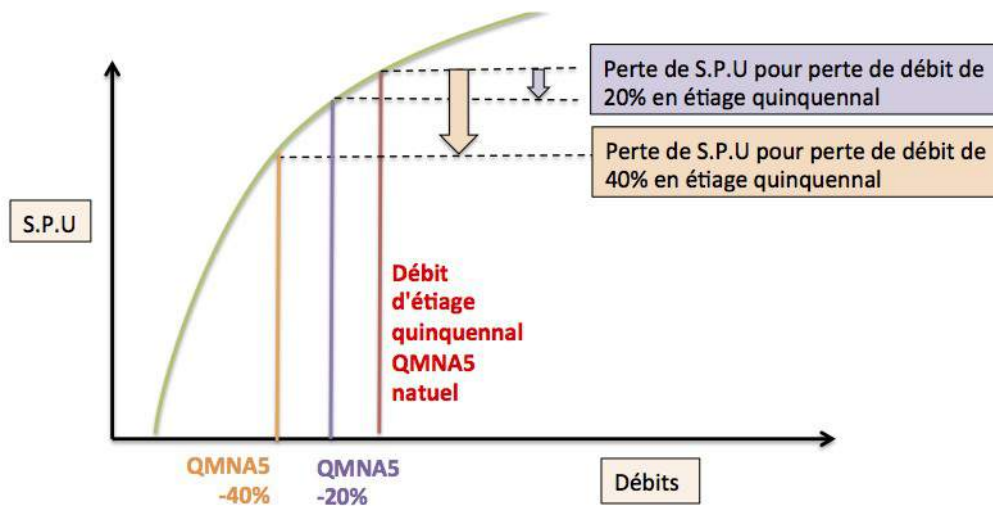 Perte de S.P.U pour perte de débit de
20% en étiage quinquennal
Perte de S.P.U pour perte de débit de
40% en étiage quinquennal
S.P.U
Débit
d'étiage
quinquennal
QMNA5
natuel
QMNA5
-40%
QMNA5
-20%
Débits